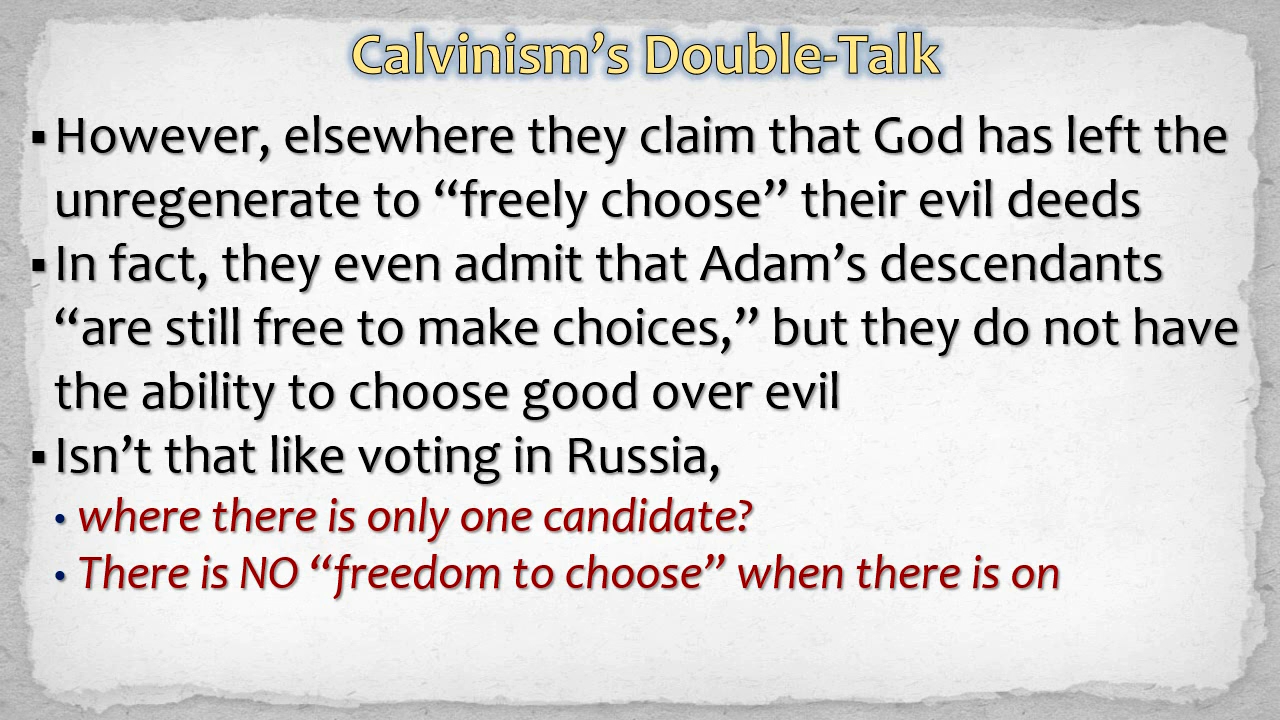 Calvinism’s Double-Talk
▪ However, elsewhere they claim that God has left the
unregenerate to “freely choose” their evil deeds
▪ In fact, they even admit that Adam’s descendants
“are still free to make choices,” but they do not have
the ability to choose good over evil
▪ Isn’t that like voting in Russia,
• where there is only one candidate?
• There is NO “freedom to choose” when there is on